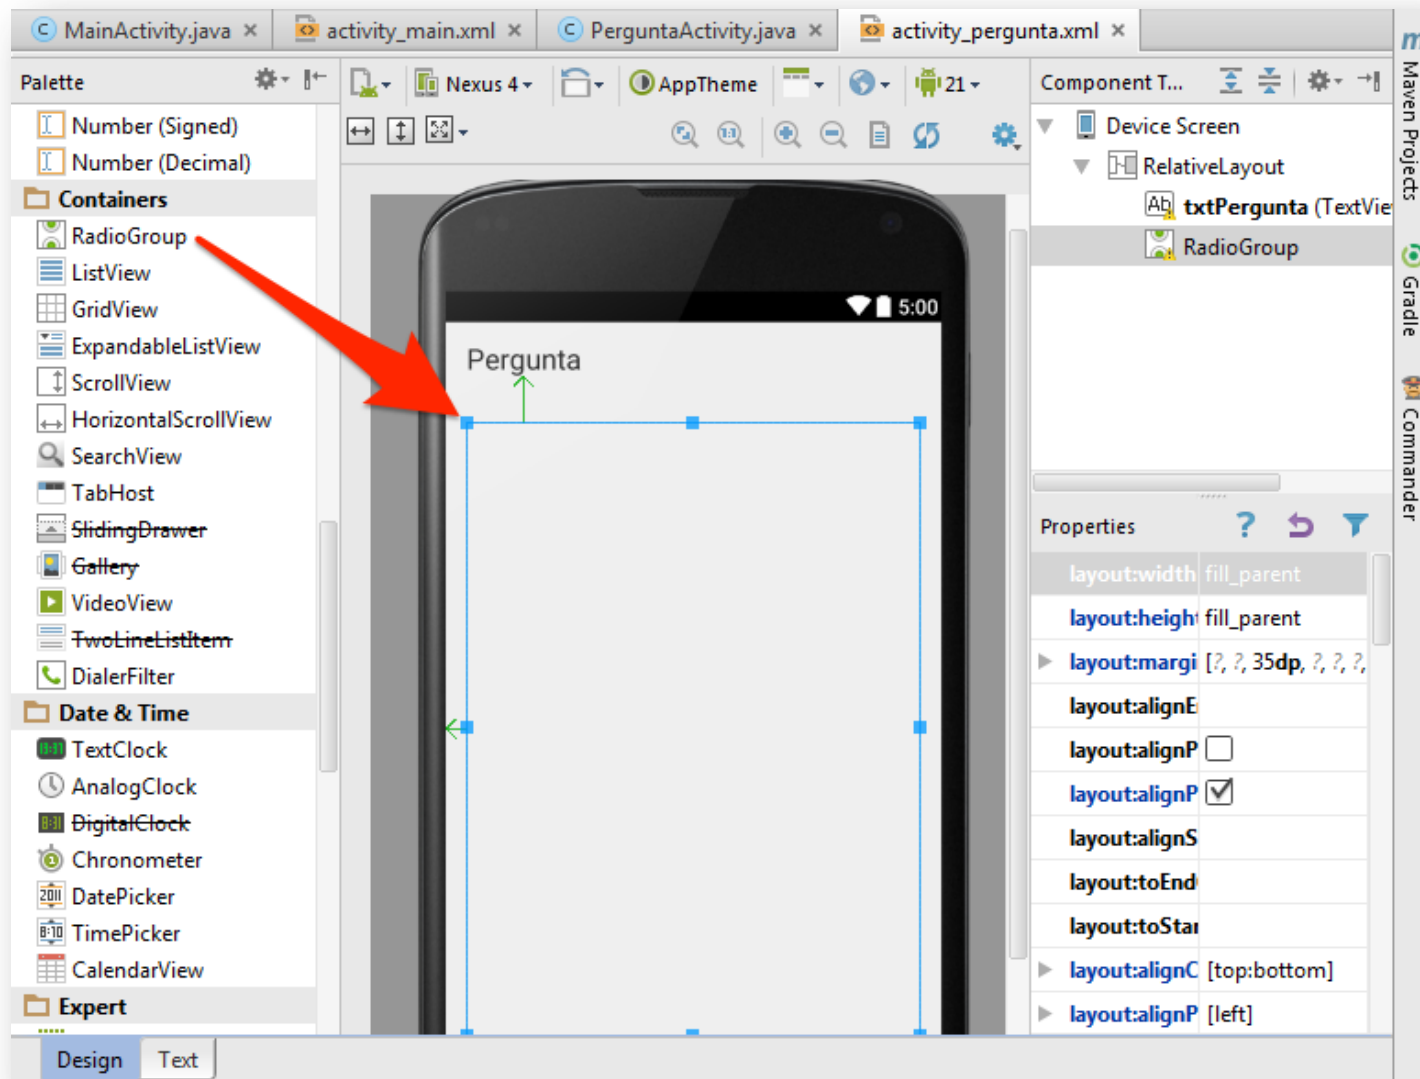 MainActivity.java × activity_main.xml × PerguntaActivity.java × activity_pergunta.xml ×
Palette
Nexus 4 AppTheme 21
Component T...
Number (Signed)
Number (Decimal)
Containers
RadioGroup
ListView
GridView
ExpandableListView
ScrollView
HorizontalScrollView
SearchView
TabHost
SlidingDrawer
Gallery
VideoView
TwoLineListItem
DialerFilter
Date & Time
TextClock
AnalogClock
DigitalClock
Chronometer
DatePicker
TimePicker
CalendarView
Expert
Design Text
5:00
Pergunta
Device Screen
RelativeLayout
Ab txtPergunta (TextVie
RadioGroup
Properties ?
layout:width fill_parent
layout:heigh fill_parent
layout:margi [?, ?, 35dp, ?, ?, ?,
layout:alignE
layout:alignP
layout:alignP
layout:alignS
layout:toEnd
layout:toStar
layout:alignC [top:bottom]
layout:alignP [left]
m Maven Projects
Gradle
Commander